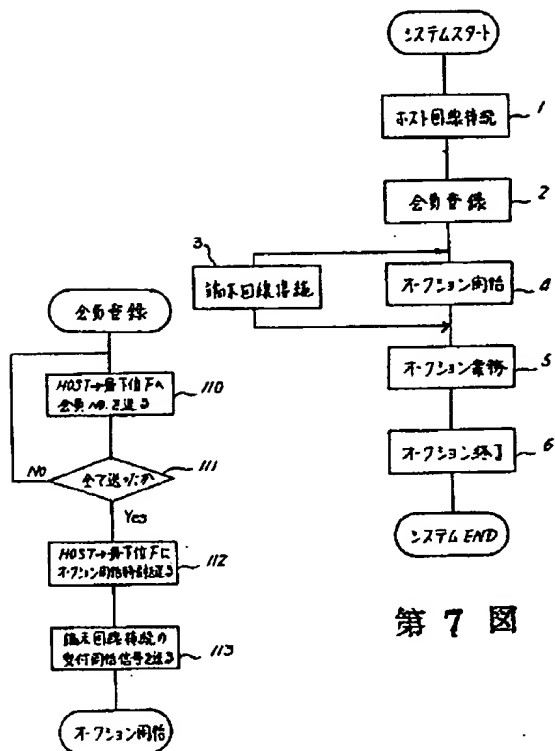 システムスタート
ホスト回線接続
1
会員登録
2
3
端末回線接続
オークション開始
4
オークション業務
5
オークション終了
6
システムEND
第7図
会員登録
HOST→最下位Fへ
会員NO.を送る
110
全て送ったか
111
No
Yes
HOST→最下位Fに
オークション開始時刻を送る
112
端末回線接続の
受付開始信号を送る
113
オークション開始